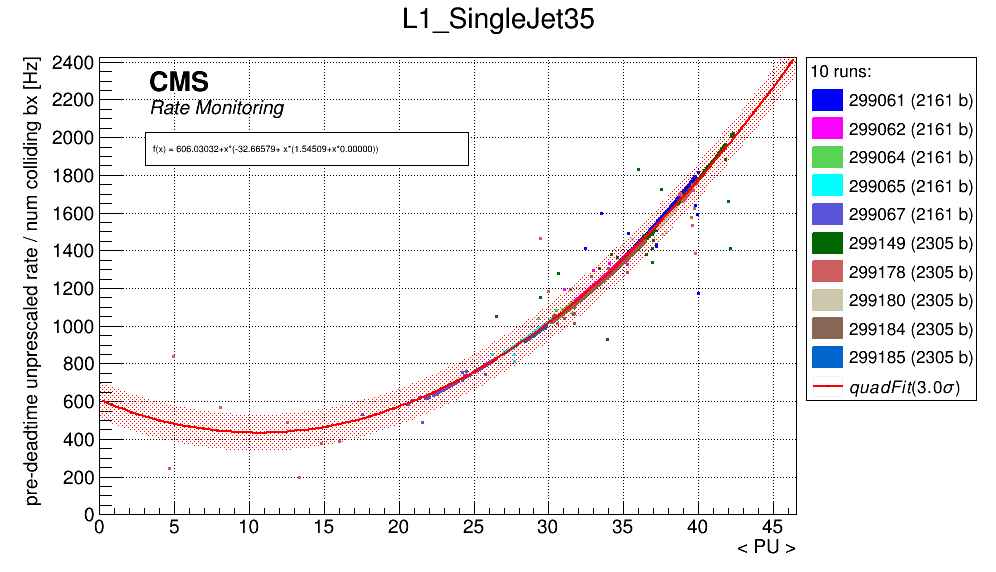 L1_SingleJet35
pre-deadtime unprescaled rate / num colliding bx [Hz]
2400
2200
2000
1800
1600
1400
1200
1000
800
600
400
200
0
CMS
Rate Monitoring
f(x) = 606.03032+x*(-32.66579+ x*(1.54509+x*0.00000))
0 5 10 15 20 25 30 35 40 45
< PU >
10 runs:
299061 (2161 b)
299062 (2161 b)
299064 (2161 b)
299065 (2161 b)
299067 (2161 b)
299149 (2305 b)
299178 (2305 b)
299180 (2305 b)
299184 (2305 b)
299185 (2305 b)
quadFit(3.0σ)